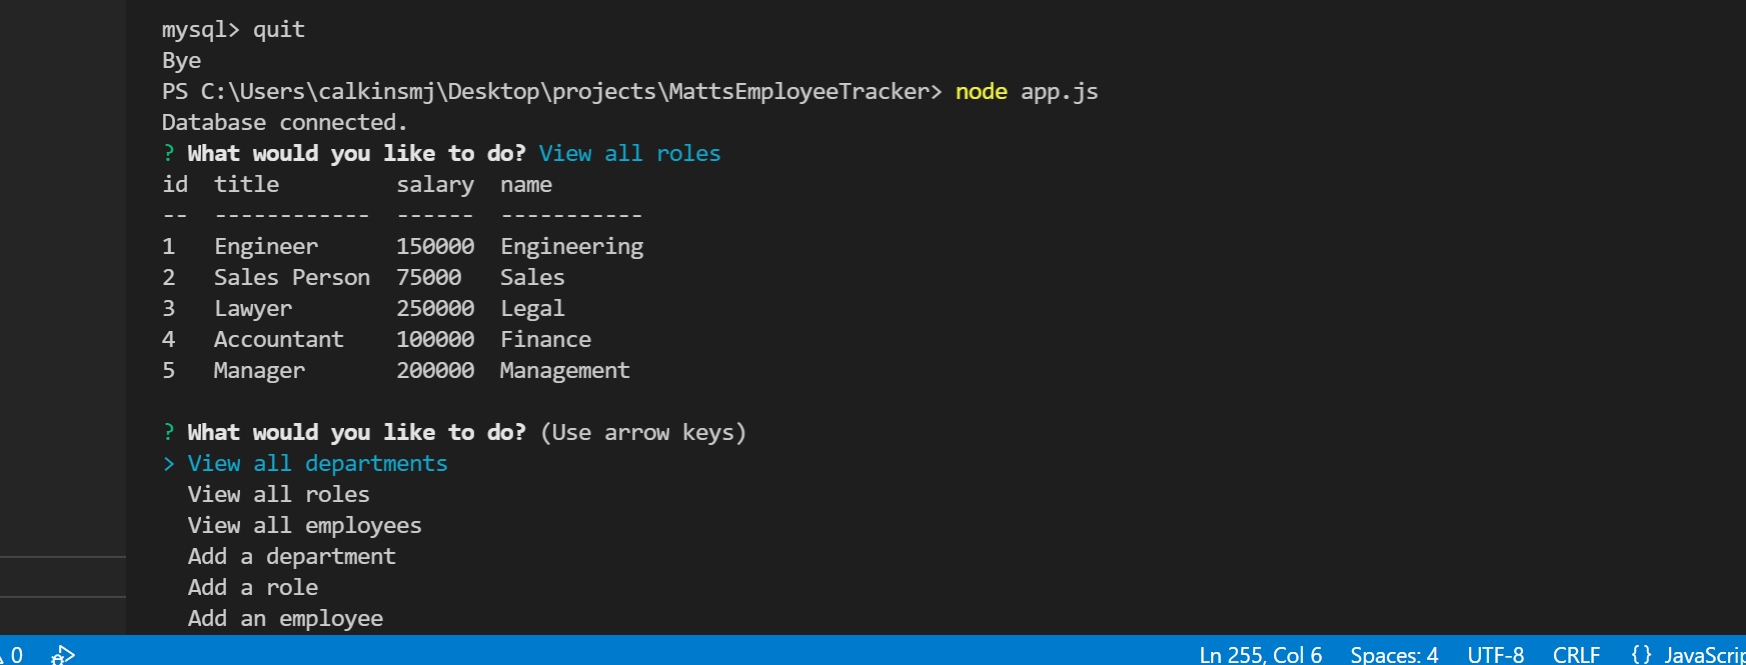 mysql> quit
Bye
PS C:\Users\calkinsmj\Desktop\projects\MattsEmployeeTracker> node app.js
Database connected.
? What would you like to do? View all roles
id  title         salary  name
--  ------------  ------  -----------
1   Engineer      150000  Engineering
2   Sales Person  75000   Sales
3   Lawyer        250000  Legal
4   Accountant    100000  Finance
5   Manager       200000  Management
? What would you like to do? (Use arrow keys)
> View all departments
  View all roles
  View all employees
  Add a department
  Add a role
  Add an employee
0 Ln 255, Col 6 Spaces: 4 UTF-8 CRLF {} JavaScrip